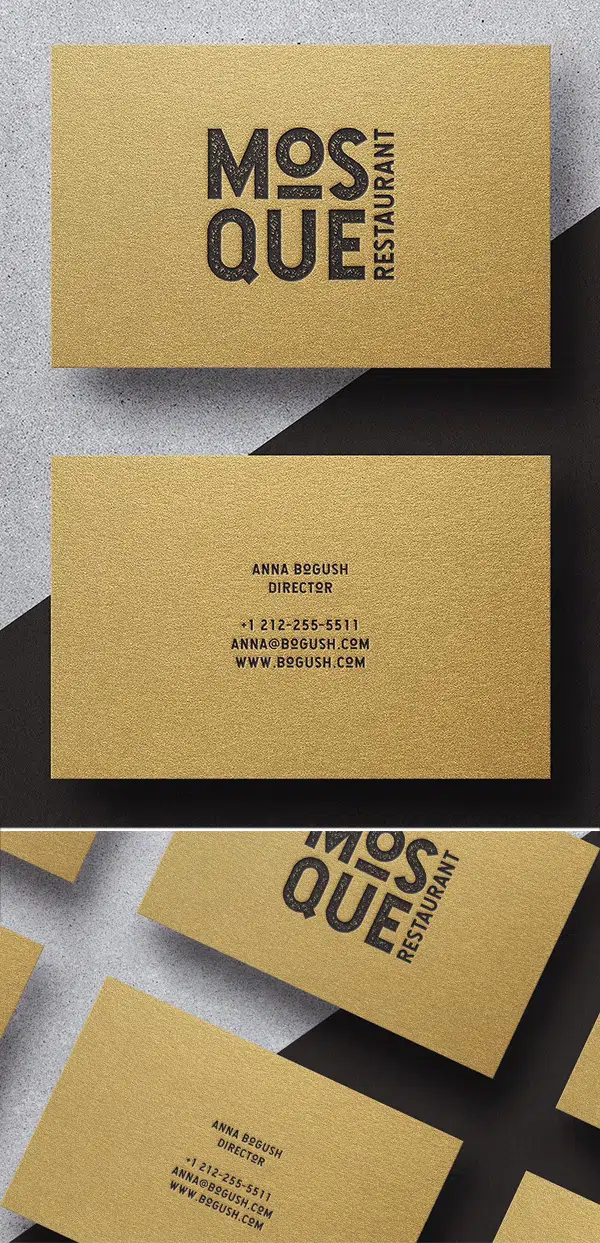 MoS
QUE
RESTAURANT
ANNA BoGUSH
DIRECToR
+1 212-255-5511
ANNA@BoGUSH.CoM
WWW.BoGUSH.CoM
MoS
QUE
RESTAURANT
ANNA BoGUSH
DIRECToR
+1 212-255-5511
ANNA@BoGUSH.CoM
WWW.BoGUSH.CoM